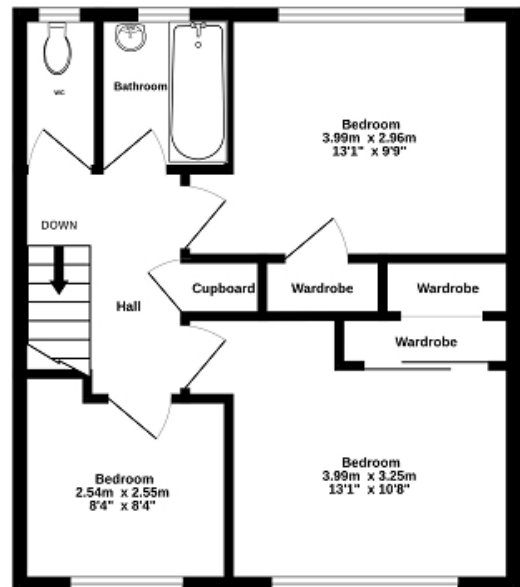 WC
Bathroom
Bedroom
3.99m x 2.96m
13'1" x 9'9"
DOWN
Hall
Cupboard
Wardrobe
Wardrobe
Wardrobe
Bedroom
2.54m x 2.55m
8'4" x 8'4"
Bedroom
3.99m x 3.25m
13'1" x 10'8"